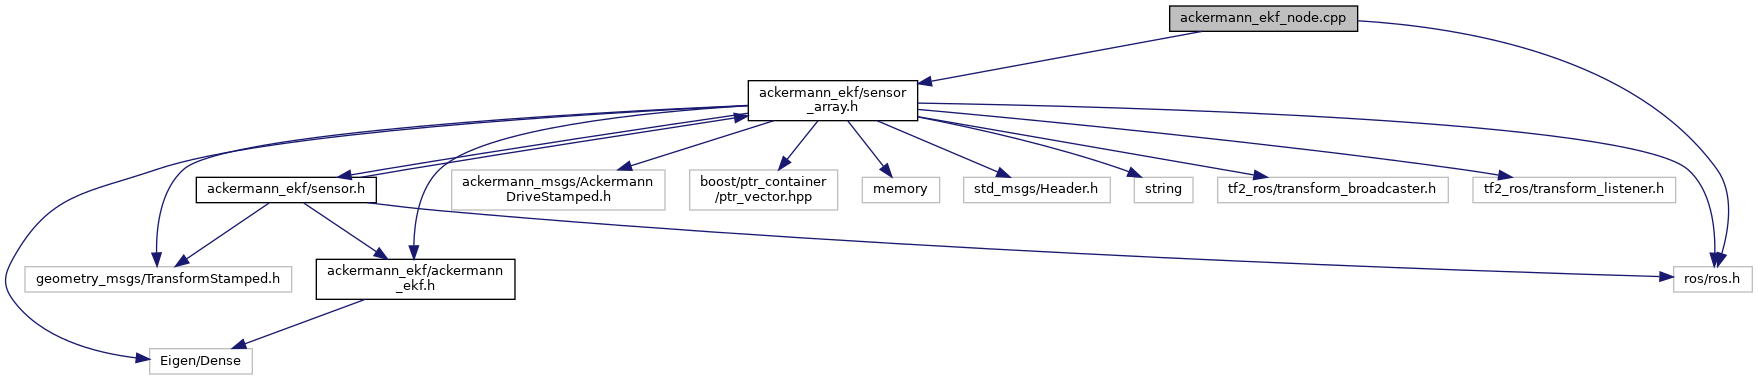 ackermann_ekf_node.cpp
ackermann_ekf/sensor
_array.h
ackermann_ekf/sensor.h
ackermann_msgs/Ackermann
DriveStamped.h
boost/ptr_container
/ptr_vector.hpp
memory
std_msgs/Header.h
string
tf2_ros/transform_broadcaster.h
tf2_ros/transform_listener.h
geometry_msgs/TransformStamped.h
ackermann_ekf/ackermann
_ekf.h
ros/ros.h
Eigen/Dense